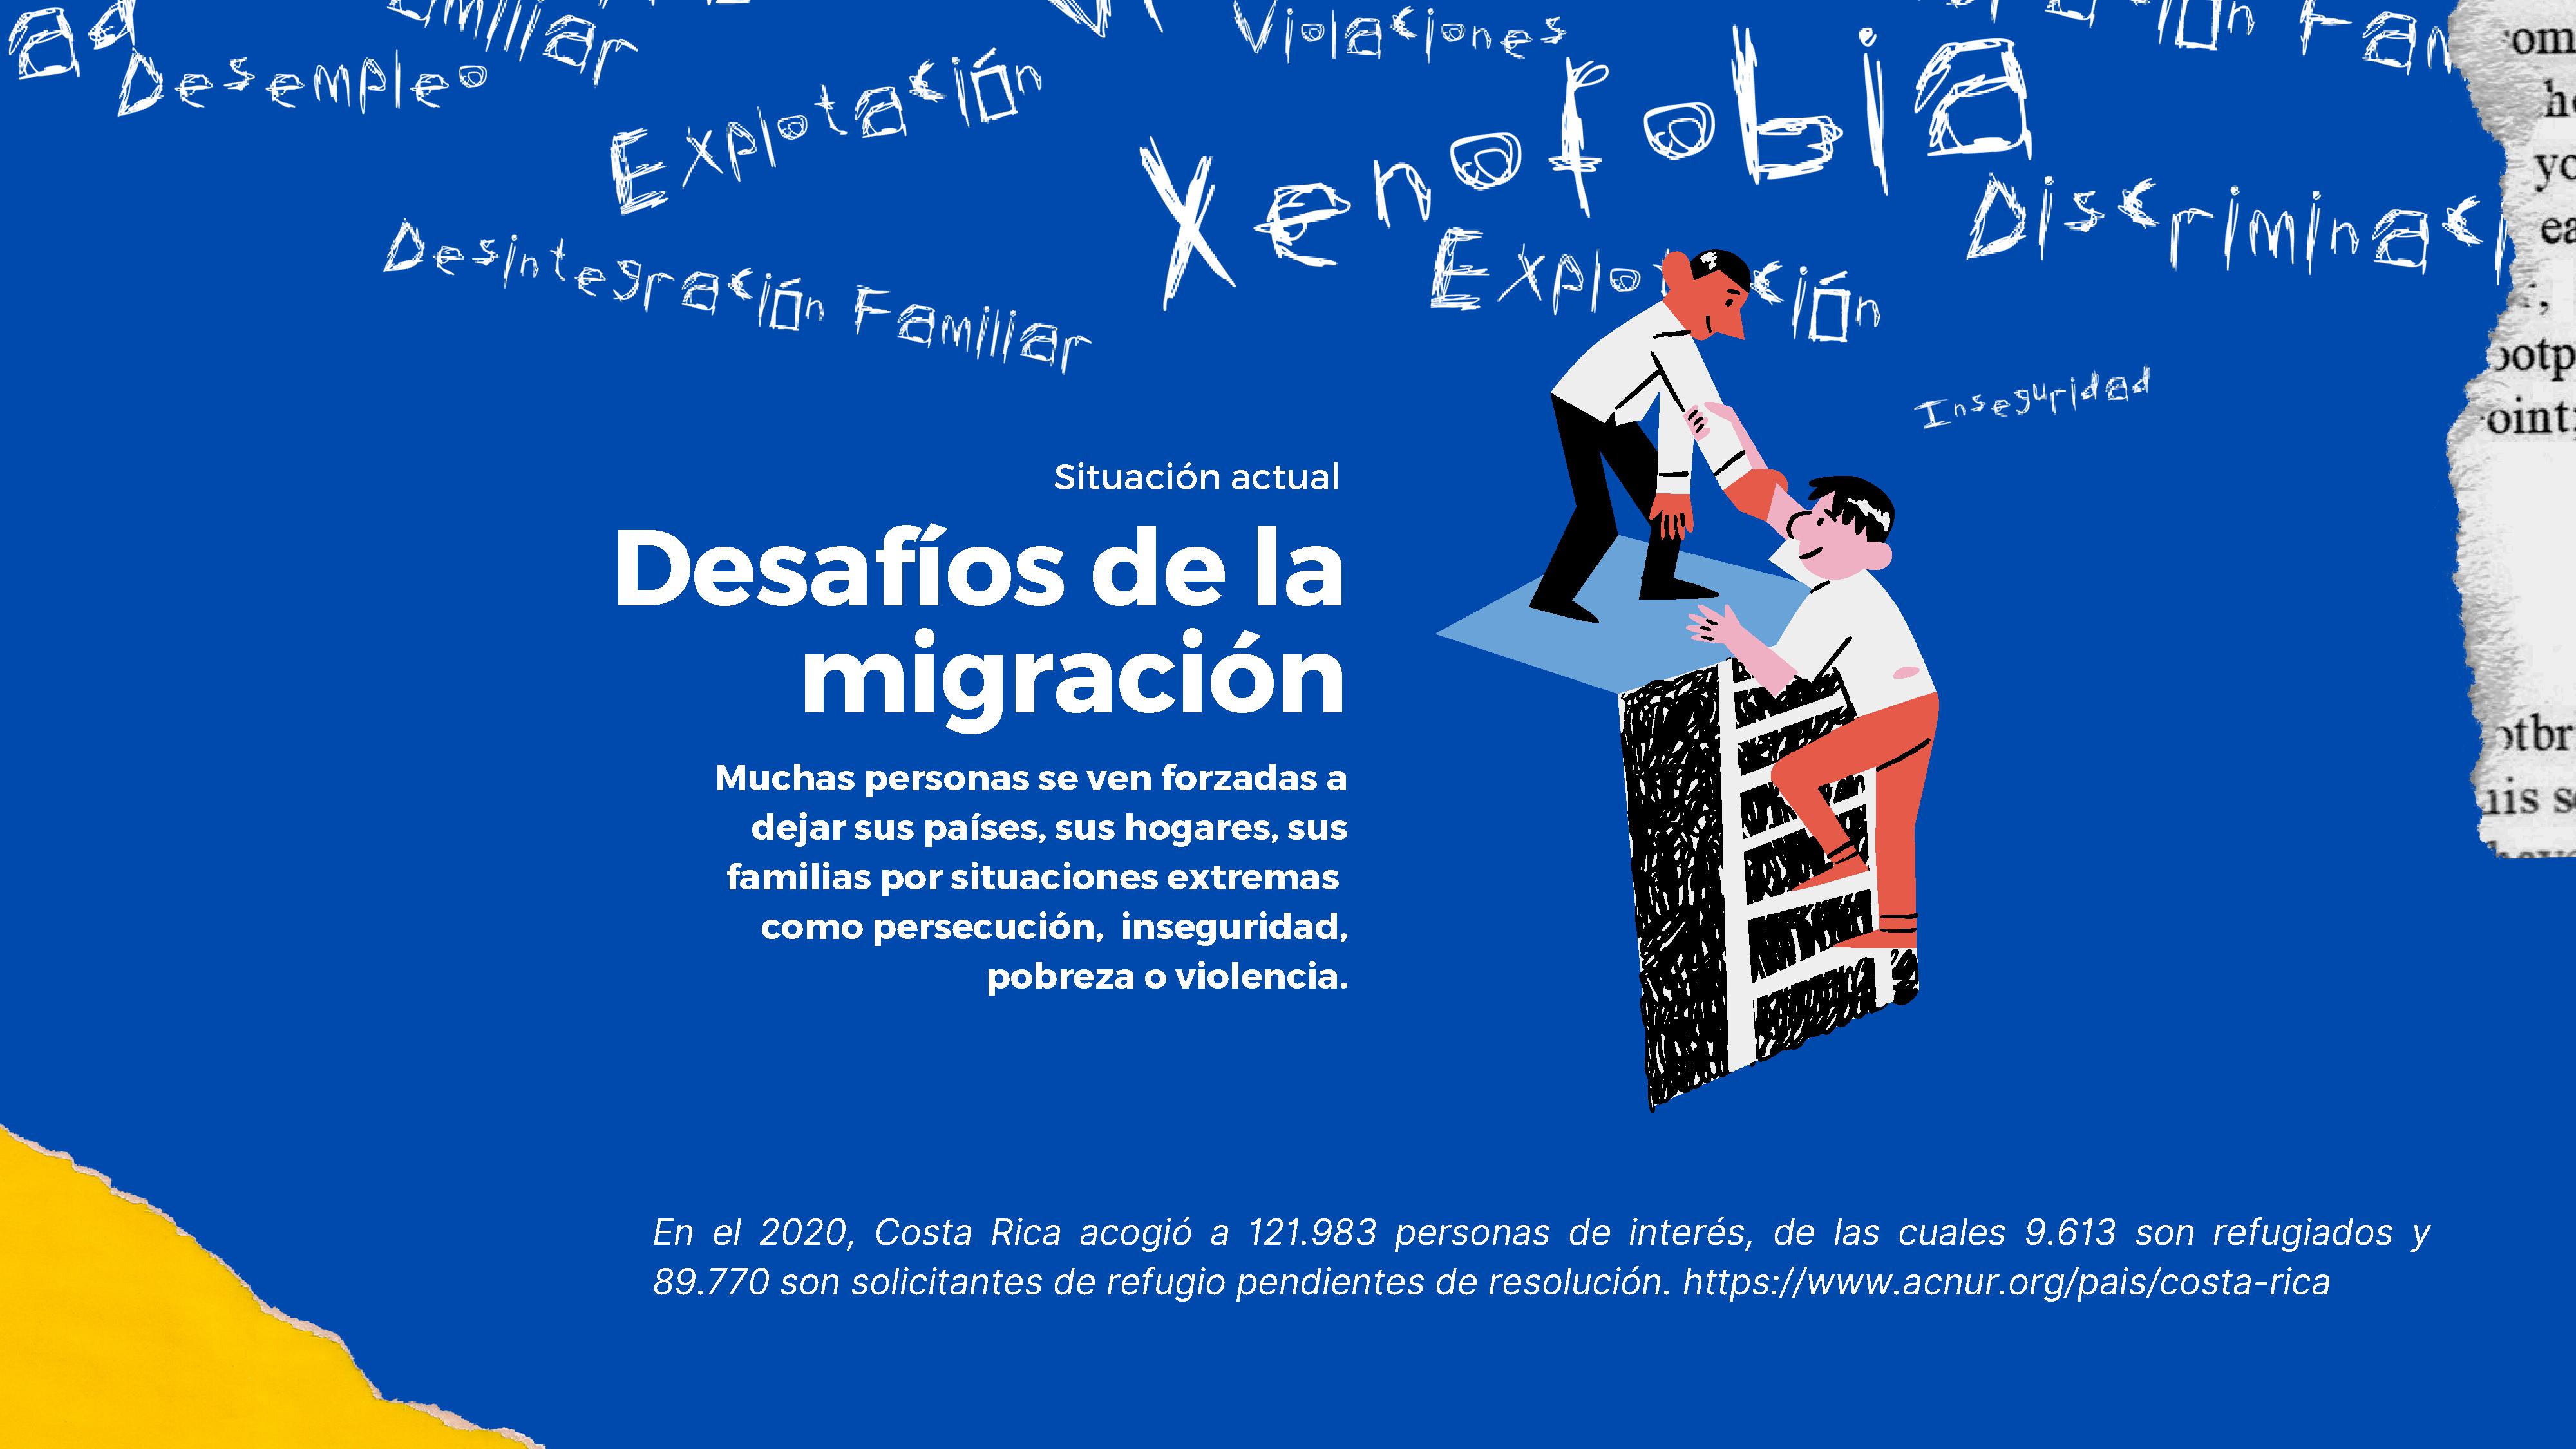 Violaciones
Desempleo
Explotación
Xenofobia
Desintegración Familiar
Explo ción
Inseguridad
Situación actual
Desafíos de la
migración
Muchas personas se ven forzadas a
dejar sus países, sus hogares, sus
familias por situaciones extremas
como persecución, inseguridad,
pobreza o violencia.
En el 2020, Costa Rica acogió a 121.983 personas de interés, de las cuales 9.613 son refugiados y
89.770 son solicitantes de refugio pendientes de resolución. https://www.acnur.org/pais/costa-rica